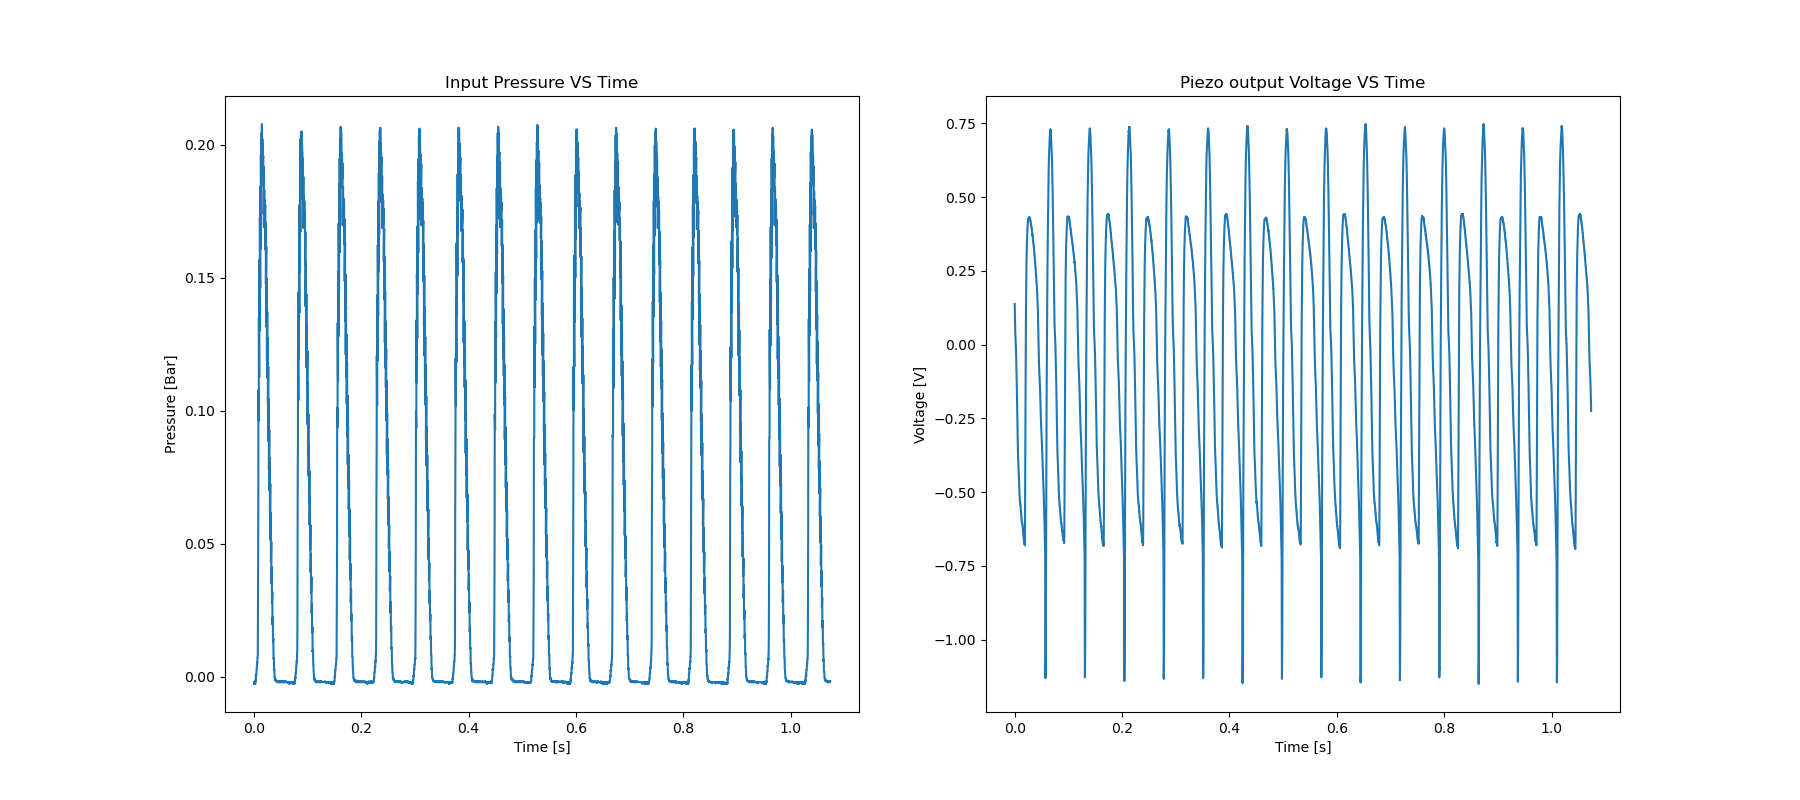 Input Pressure VS Time
Pressure [Bar]
0.20
0.15
0.10
0.05
0.00
0.0 0.2 0.4 0.6 0.8 1.0
Time [s]
Piezo output Voltage VS Time
Voltage [V]
0.75
0.50
0.25
0.00
−0.25
−0.50
−0.75
−1.00
0.0 0.2 0.4 0.6 0.8 1.0
Time [s]